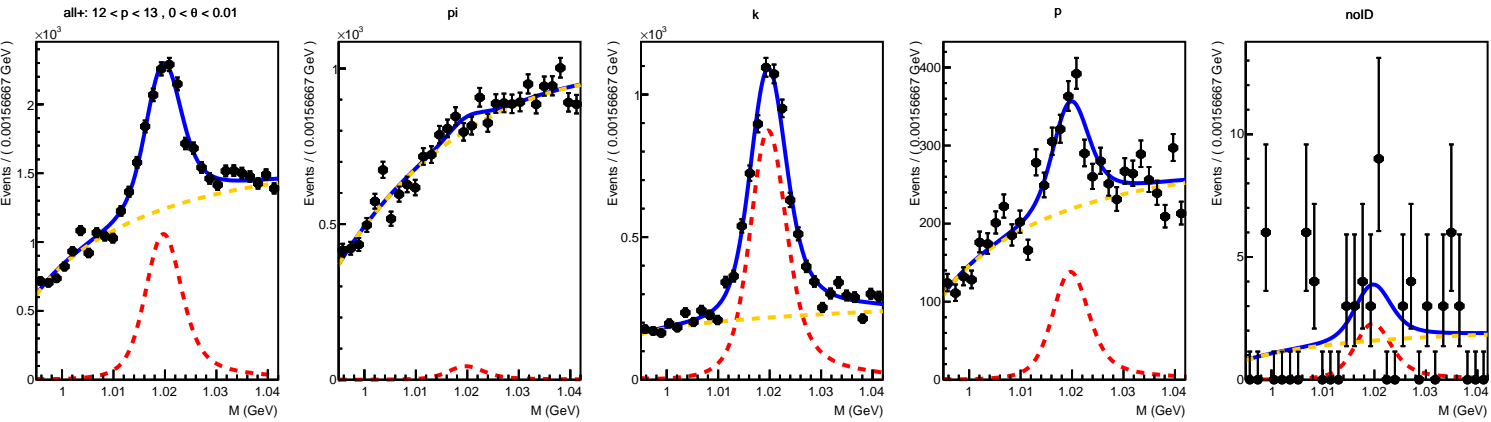 all+: 12 < p < 13 , 0 < θ < 0.01
×10³
Events / ( 0.00156667 GeV )
2
1.5
1
0.5
0
1 1.01 1.02 1.03 1.04
M (GeV)
pi
×10³
Events / ( 0.00156667 GeV )
1
0.5
0
1 1.01 1.02 1.03 1.04
M (GeV)
k
×10³
Events / ( 0.00156667 GeV )
1
0.5
0
1 1.01 1.02 1.03 1.04
M (GeV)
p
Events / ( 0.00156667 GeV )
400
300
200
100
0
1 1.01 1.02 1.03 1.04
M (GeV)
noID
Events / ( 0.00156667 GeV )
10
5
0
1 1.01 1.02 1.03 1.04
M (GeV)